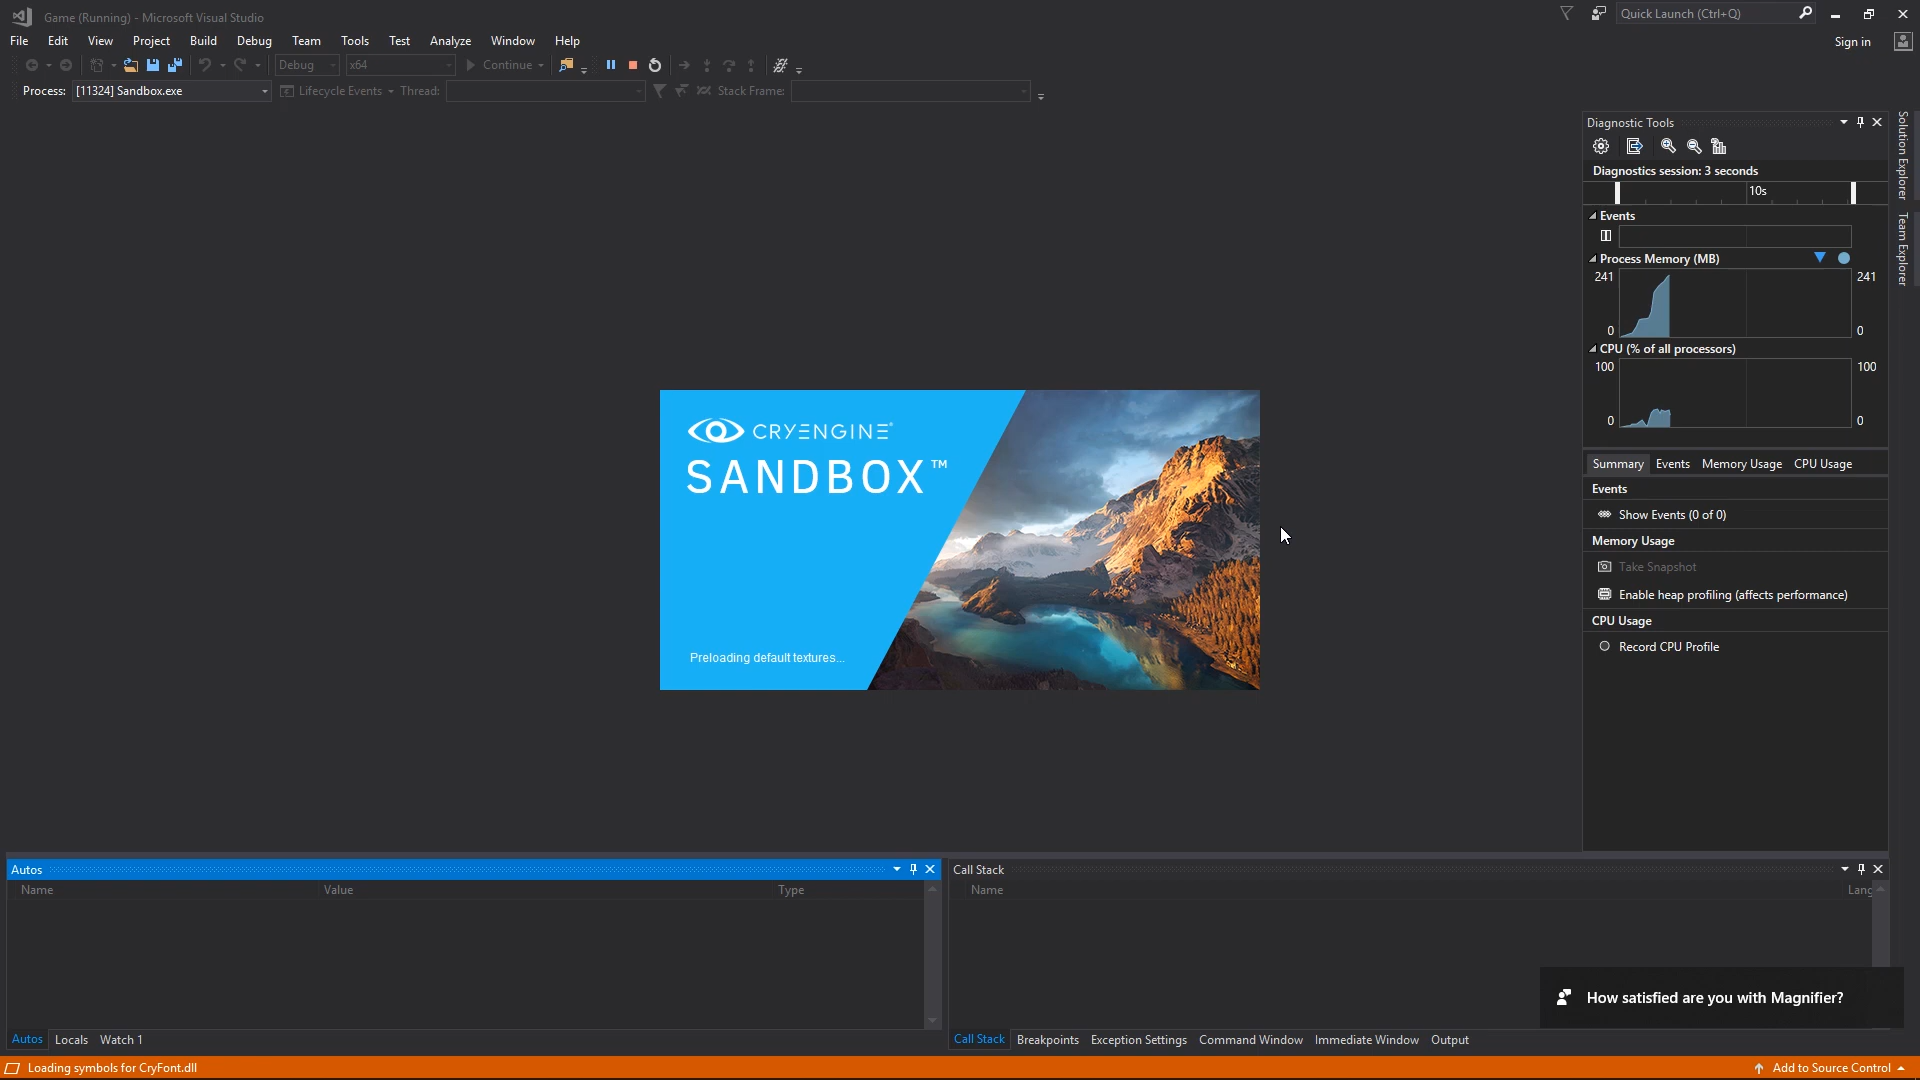 Game (Running) - Microsoft Visual Studio
Quick Launch (Ctrl+Q)
File Edit View Project Build Debug Team Tools Test Analyze Window Help
Sign in
Debug x64 Continue
Process: [11324] Sandbox.exe Lifecycle Events Thread: Stack Frame:
Diagnostic Tools
Diagnostics session: 3 seconds
10s
Events
Process Memory (MB)
241 241
0 0
CPU (% of all processors)
100 100
0 0
Summary Events Memory Usage CPU Usage
Events
Show Events (0 of 0)
Memory Usage
Take Snapshot
Enable heap profiling (affects performance)
CPU Usage
Record CPU Profile
Solution Explorer
Team Explorer
CRYENGINE®
SANDBOX™
Preloading default textures...
Autos
Name Value Type
Autos Locals Watch 1
Call Stack
Name Lang
How satisfied are you with Magnifier?
Call Stack Breakpoints Exception Settings Command Window Immediate Window Output
Loading symbols for CryFont.dll
Add to Source Control